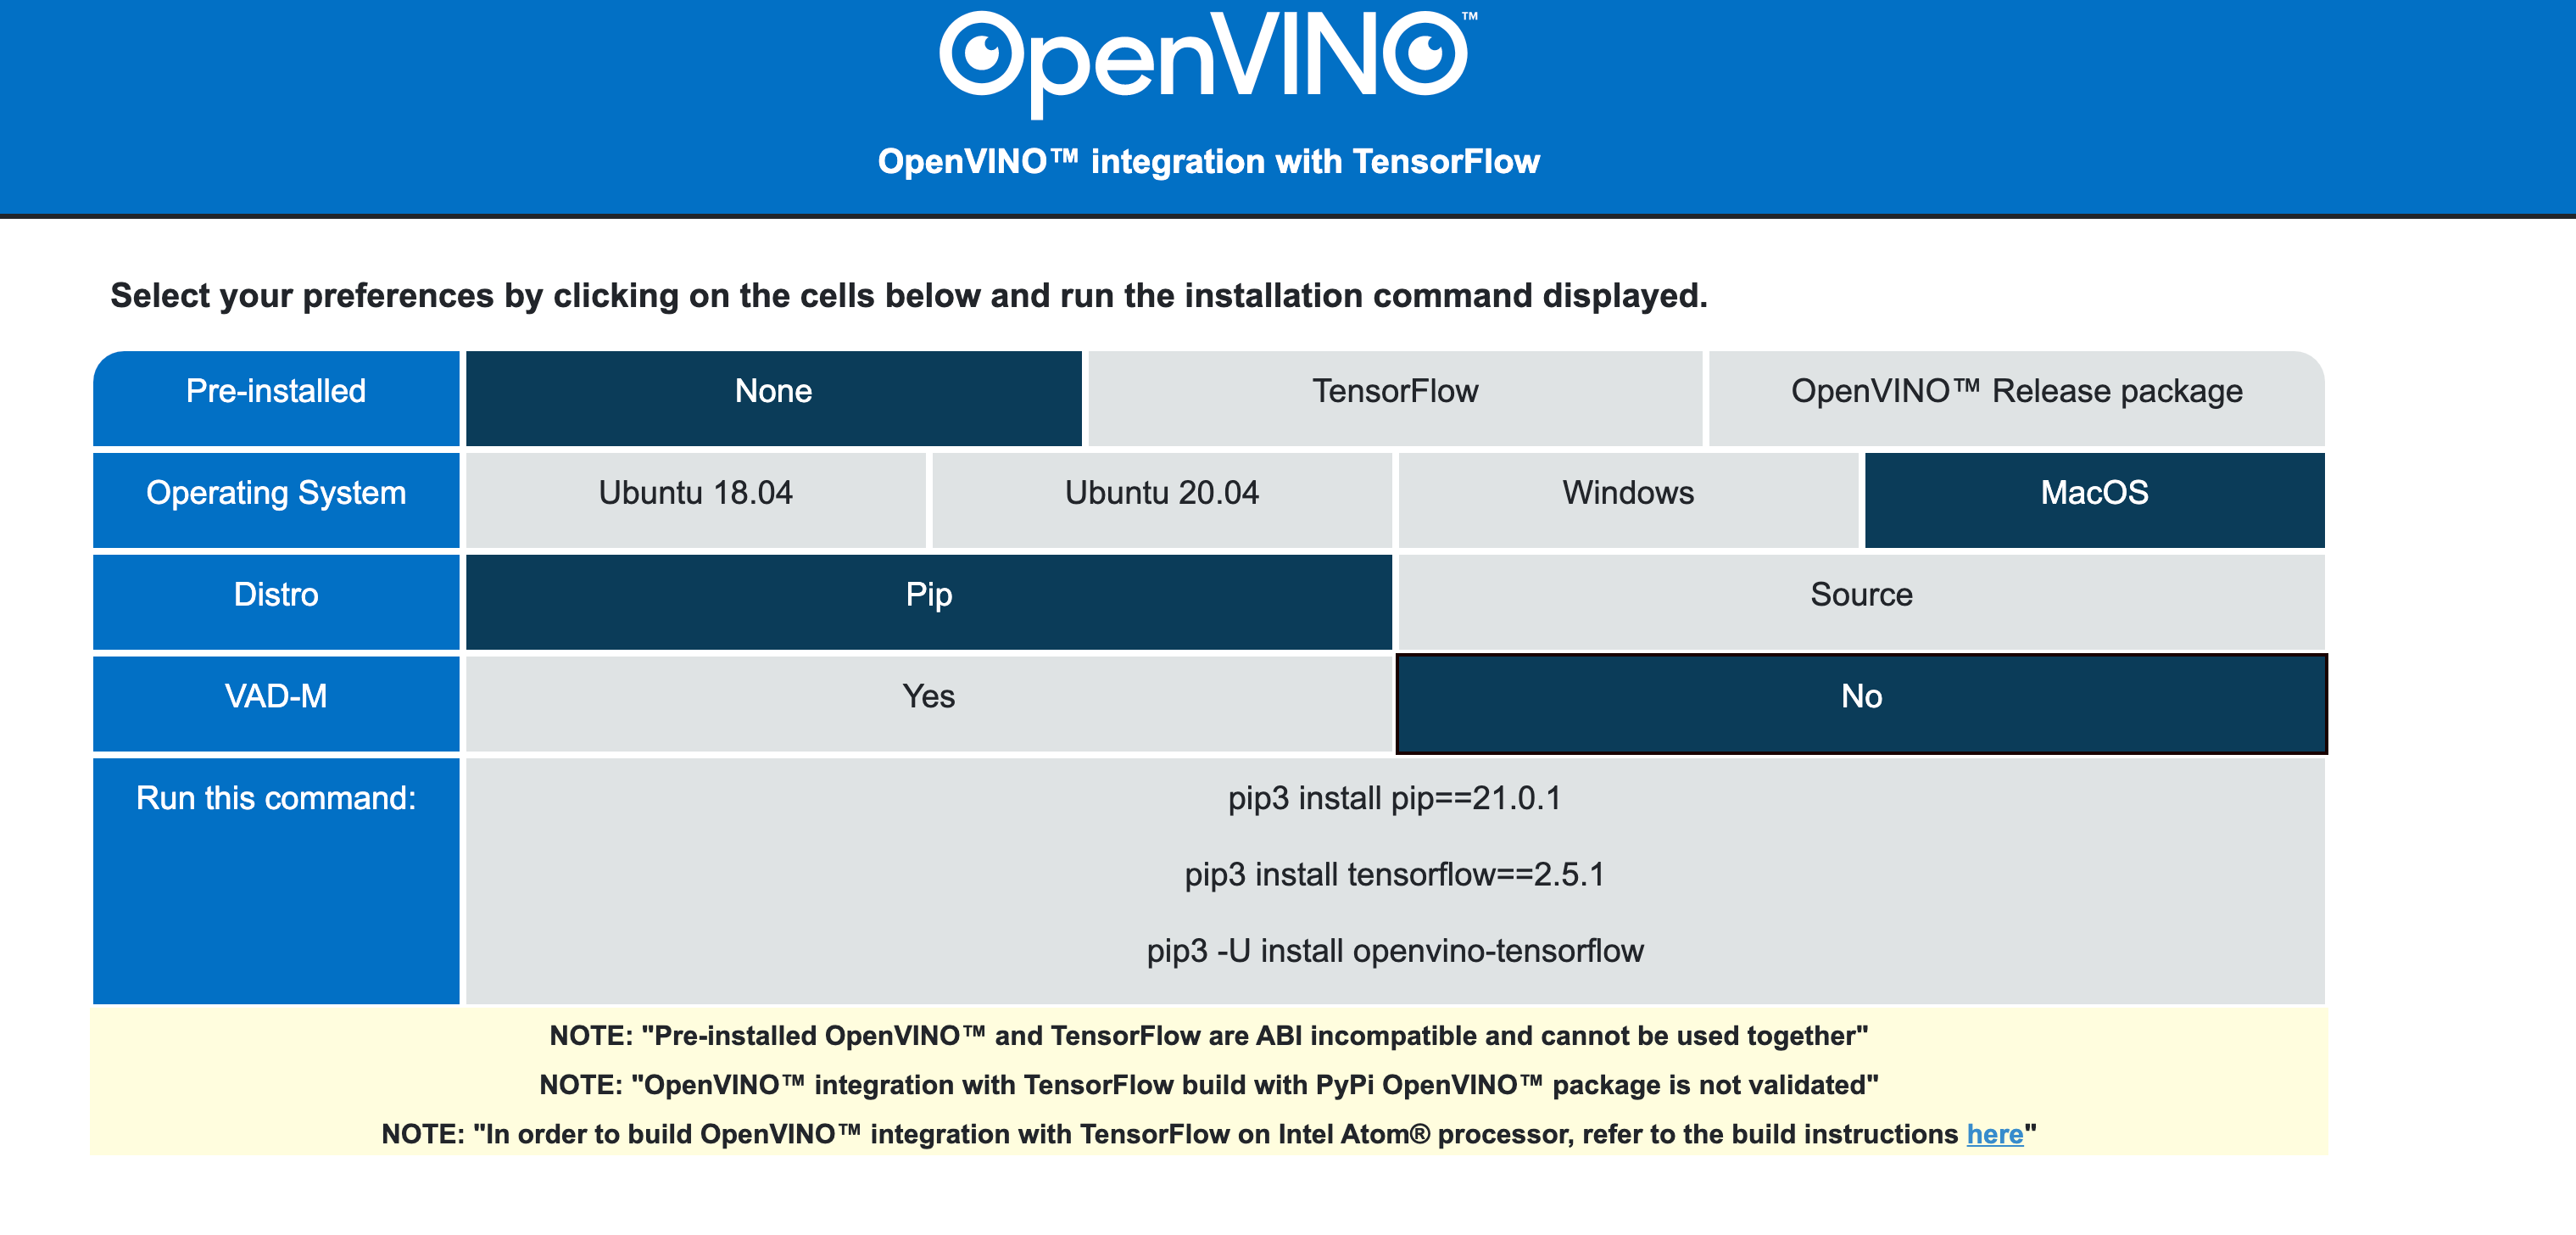 OpenVINO™
OpenVINO™ integration with TensorFlow
Select your preferences by clicking on the cells below and run the installation command displayed.
Pre-installed None TensorFlow OpenVINO™ Release package
Operating System Ubuntu 18.04 Ubuntu 20.04 Windows MacOS
Distro Pip Source
VAD-M Yes No
Run this command: pip3 install pip==21.0.1
pip3 install tensorflow==2.5.1
pip3 -U install openvino-tensorflow
NOTE: "Pre-installed OpenVINO™ and TensorFlow are ABI incompatible and cannot be used together"
NOTE: "OpenVINO™ integration with TensorFlow build with PyPi OpenVINO™ package is not validated"
NOTE: "In order to build OpenVINO™ integration with TensorFlow on Intel Atom® processor, refer to the build instructions here"